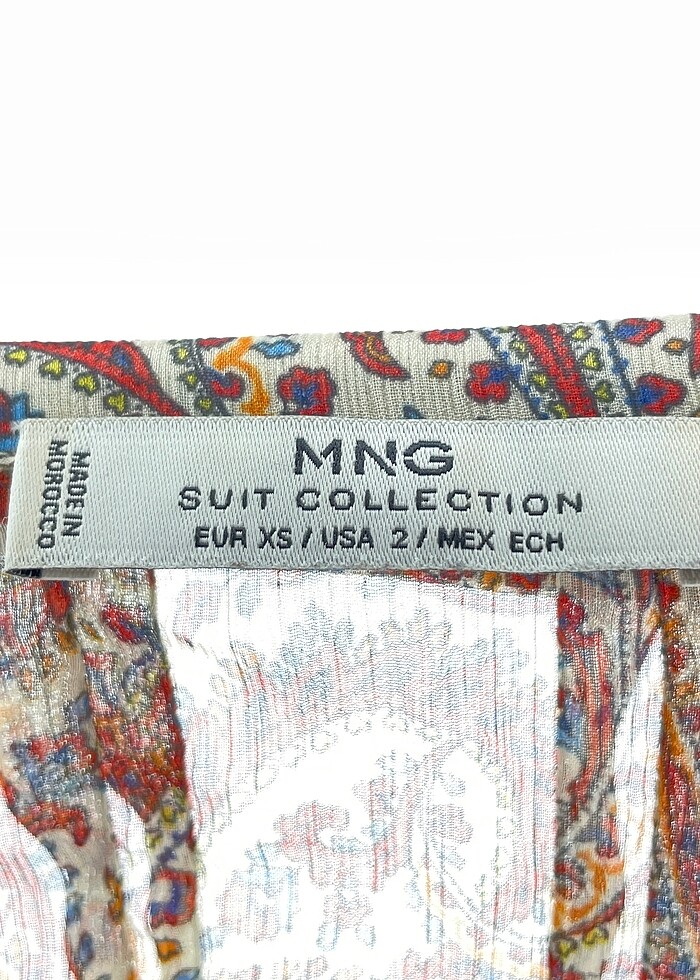 MADE IN
MOROCCO
MNG
SUIT COLLECTION
EUR XS / USA 2 / MEX ECH